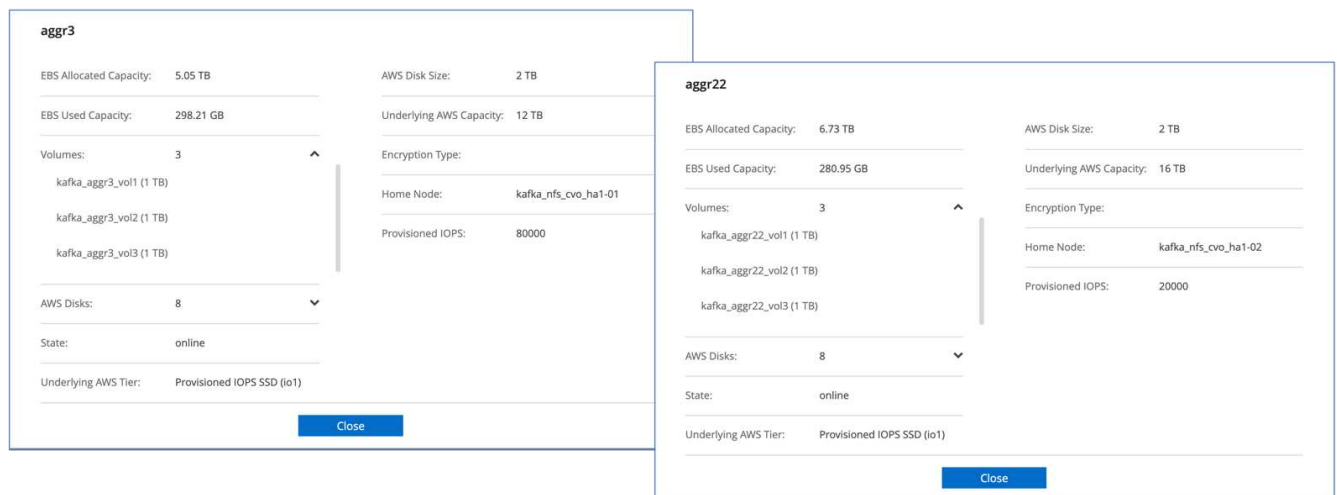 aggr3
EBS Allocated Capacity: 5.05 TB
AWS Disk Size: 2 TB
EBS Used Capacity: 298.21 GB
Underlying AWS Capacity: 12 TB
Volumes: 3
kafka_aggr3_vol1 (1 TB)
kafka_aggr3_vol2 (1 TB)
kafka_aggr3_vol3 (1 TB)
Encryption Type:
Home Node: kafka_nfs_cvo_ha1-01
Provisioned IOPS: 80000
AWS Disks: 8
State: online
Underlying AWS Tier: Provisioned IOPS SSD (io1)
Close
aggr22
EBS Allocated Capacity: 6.73 TB
AWS Disk Size: 2 TB
EBS Used Capacity: 280.95 GB
Underlying AWS Capacity: 16 TB
Volumes: 3
kafka_aggr22_vol1 (1 TB)
kafka_aggr22_vol2 (1 TB)
kafka_aggr22_vol3 (1 TB)
Encryption Type:
Home Node: kafka_nfs_cvo_ha1-02
Provisioned IOPS: 20000
AWS Disks: 8
State: online
Underlying AWS Tier: Provisioned IOPS SSD (io1)
Close